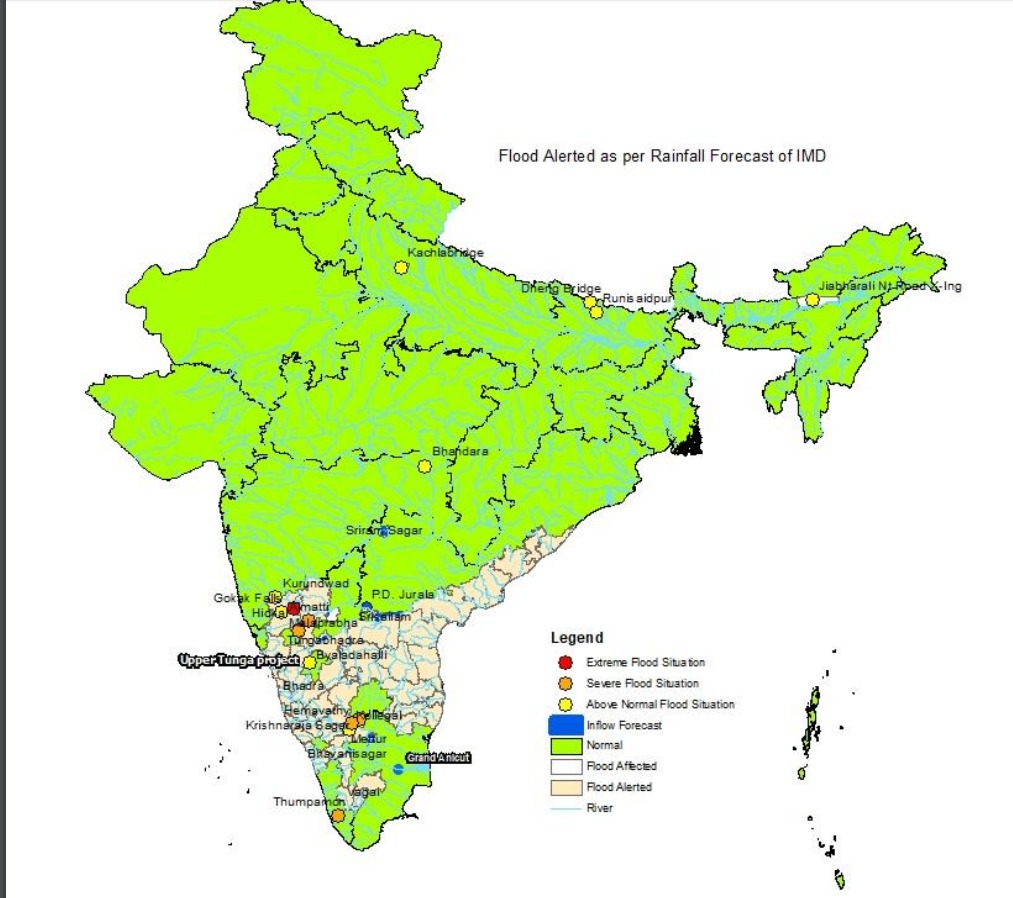 Flood Alerted as per Rainfall Forecast of IMD
Kachlabridge
Dheng Bridge
Runisaidpur
Jiabharali Nt Road X-Ing
Bhandara
Sriram Sagar
Kurundwad
Gokak Falls
P.D. Jurala
Almatti
Srisailam
Malaprabha
Tungabhadra
Byaladahalli
Upper Tunga project
Bhadra
Hemavathy
Kollegal
Krishnaraja Sagar
Mettur
Bhavanisagar
Grand Anicut
Thumpamon
Legend
Extreme Flood Situation
Severe Flood Situation
Above Normal Flood Situation
Inflow Forecast
Normal
Flood Affected
Flood Alerted
River